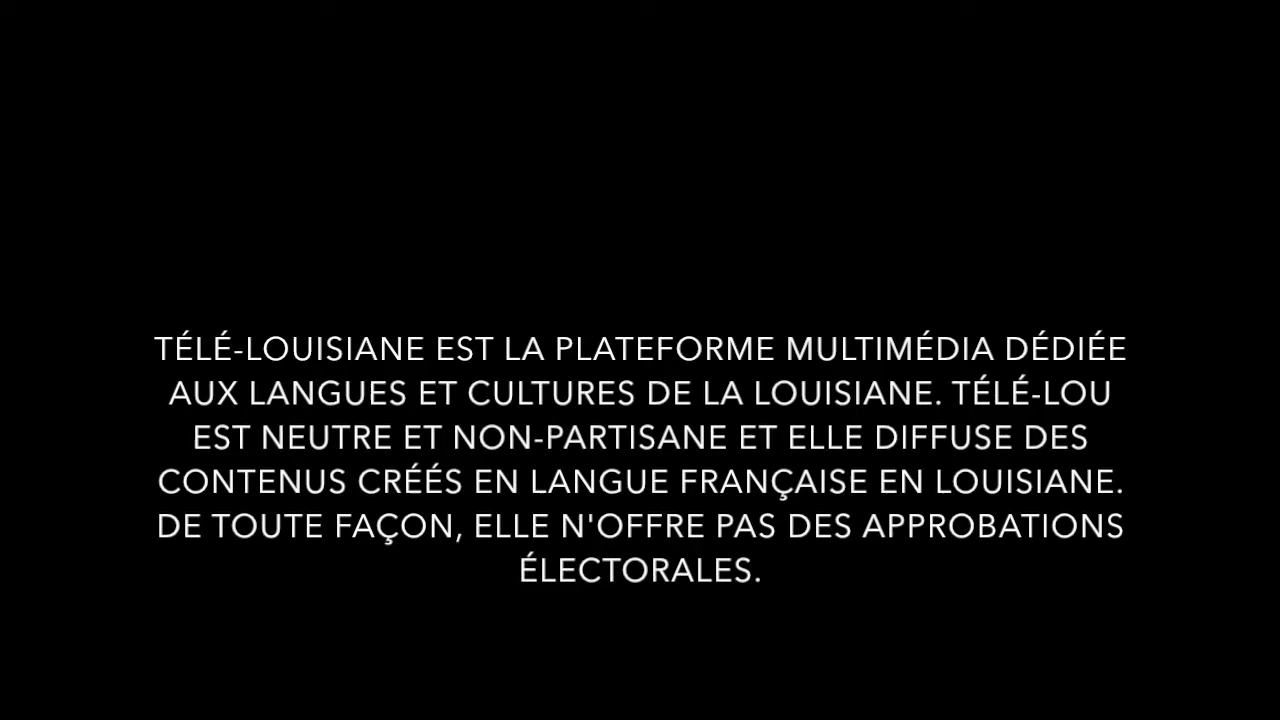 TÉLÉ-LOUISIANE EST LA PLATEFORME MULTIMÉDIA DÉDIÉE
AUX LANGUES ET CULTURES DE LA LOUISIANE. TÉLÉ-LOU
EST NEUTRE ET NON-PARTISANE ET ELLE DIFFUSE DES
CONTENUS CRÉÉS EN LANGUE FRANÇAISE EN LOUISIANE.
DE TOUTE FAÇON, ELLE N'OFFRE PAS DES APPROBATIONS
ÉLECTORALES.